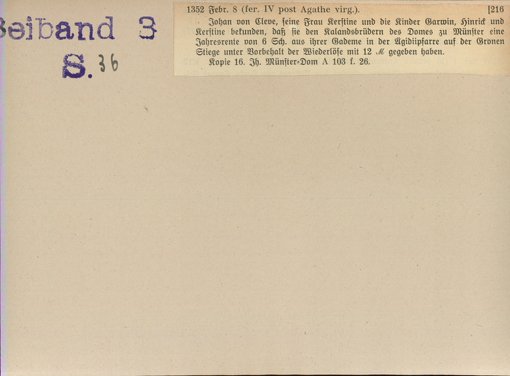 Beiband 3
S. 36
1352 Febr. 8 (fer. IV post Agathe virg.). [216
Johan von Cleve, seine Frau Kerstine und die Kinder Garwin, Hinrick und
Kerstine bekunden, daß sie den Kalandsbrüdern des Domes zu Münster eine
Jahresrente von 6 Sch. aus ihrer Gademe in der Ägidiipfarre auf der Gronen
Stiege unter Vorbehalt der Wiederlöse mit 12 ℳ gegeben haben.
Kopie 16. Jh. Münster-Dom A 103 f. 26.